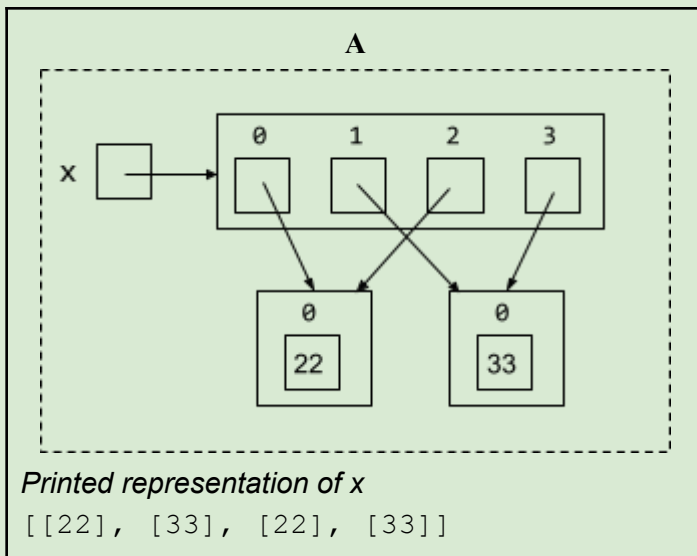 A
0 1 2 3
x
0 0
22 33
Printed representation of x
[[22], [33], [22], [33]]